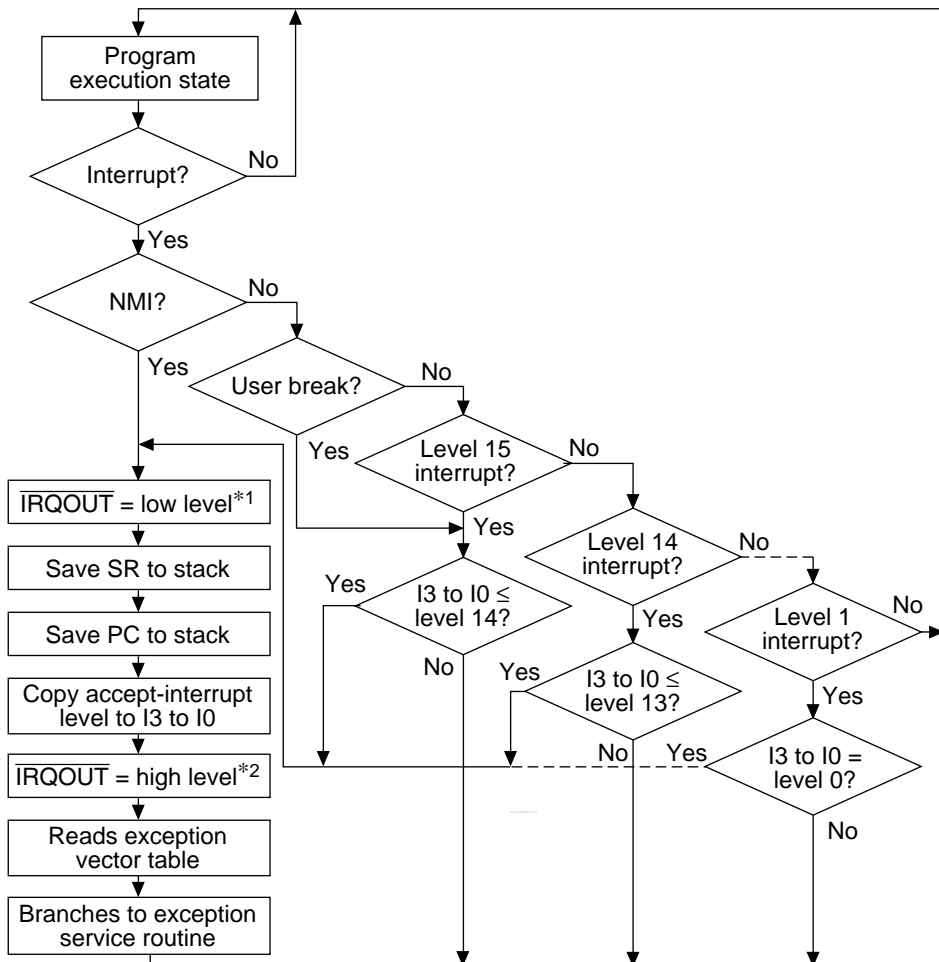 Program
execution state
Interrupt?
No
Yes
NMI?
No
Yes
User break?
No
Yes
Level 15
interrupt?
No
Yes
Level 14
interrupt?
No
Yes
Level 1
interrupt?
No
Yes
I3 to I0 ≤
level 14?
Yes
No
I3 to I0 ≤
level 13?
Yes
No
I3 to I0 =
level 0?
Yes
No
IRQOUT = low level*1
Save SR to stack
Save PC to stack
Copy accept-interrupt
level to I3 to I0
IRQOUT = high level*2
Reads exception
vector table
Branches to exception
service routine